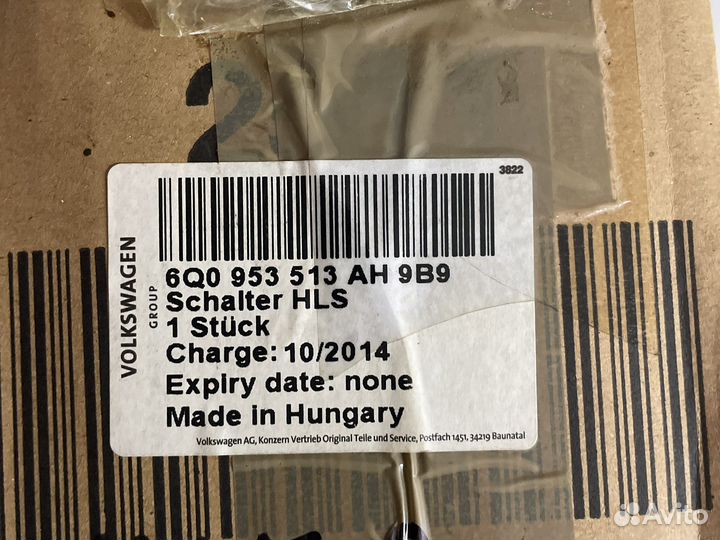 2
3822
VOLKSWAGEN
GROUP
6Q0 953 513 AH 9B9
Schalter HLS
1 Stück
Charge: 10/2014
Expiry date: none
Made in Hungary
Volkswagen AG, Konzern Vertrieb Original Teile und Service, Postfach 1451, 34219 Baunatal
Avito